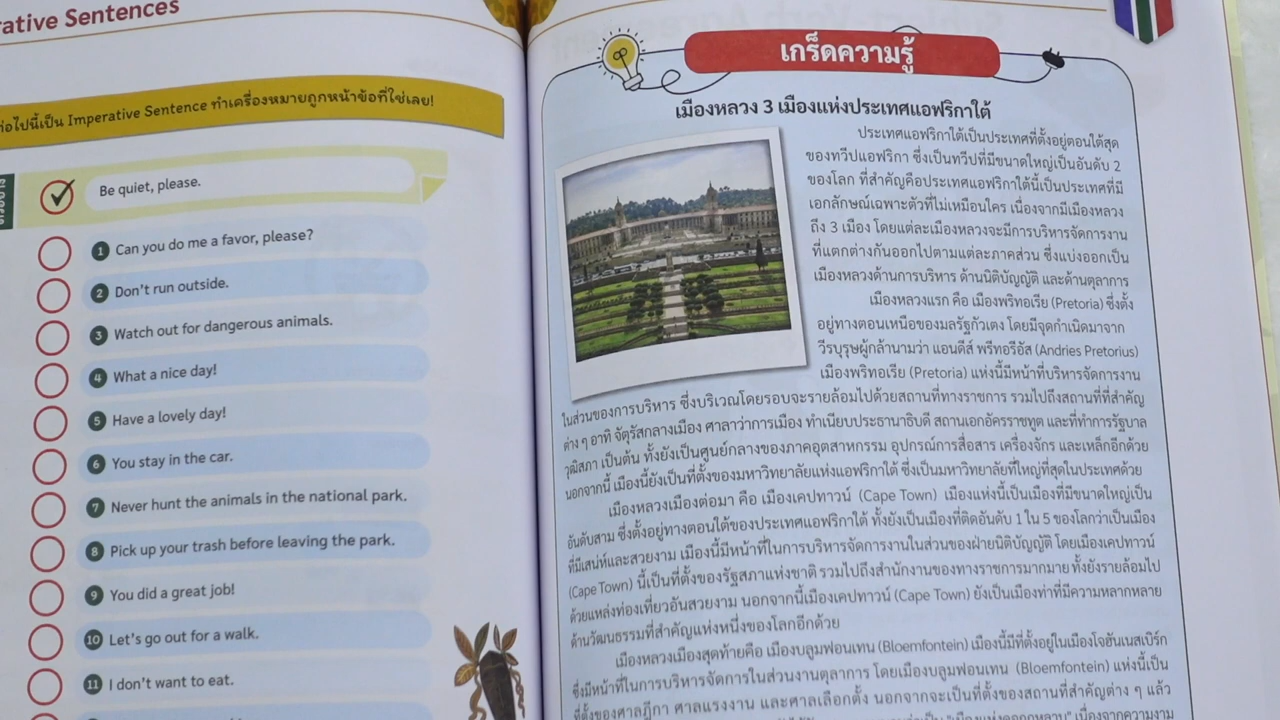 rative Sentences
ต่อไปนี้เป็น Imperative Sentence ทำเครื่องหมายถูกหน้าข้อที่ใช่เลย!
Be quiet, please.
1 Can you do me a favor, please?
2 Don't run outside.
3 Watch out for dangerous animals.
4 What a nice day!
5 Have a lovely day!
6 You stay in the car.
7 Never hunt the animals in the national park.
8 Pick up your trash before leaving the park.
9 You did a great job!
10 Let's go out for a walk.
11 I don't want to eat.
เกร็ดความรู้
เมืองหลวง 3 เมืองแห่งประเทศแอฟริกาใต้
ประเทศแอฟริกาใต้เป็นประเทศที่ตั้งอยู่ตอนใต้สุด
ของทวีปแอฟริกา ซึ่งเป็นทวีปที่มีขนาดใหญ่เป็นอันดับ 2
ของโลก ที่สำคัญคือประเทศแอฟริกาใต้นี้เป็นประเทศที่มี
เอกลักษณ์เฉพาะตัวที่ไม่เหมือนใคร เนื่องจากมีเมืองหลวง
ถึง 3 เมือง โดยแต่ละเมืองหลวงจะมีการบริหารจัดการงาน
ที่แตกต่างกันออกไปตามแต่ละภาคส่วน ซึ่งแบ่งออกเป็น
เมืองหลวงด้านการบริหาร ด้านนิติบัญญัติ และด้านตุลาการ
เมืองหลวงแรก คือ เมืองพริทอเรีย (Pretoria) ซึ่งตั้ง
อยู่ทางตอนเหนือของมลรัฐกัวเตง โดยมีจุดกำเนิดมาจาก
วีรบุรุษผู้กล้านามว่า แอนดีส์ พรีทอรีอัส (Andries Pretorius)
เมืองพริทอเรีย (Pretoria) แห่งนี้มีหน้าที่บริหารจัดการงาน
ในส่วนของการบริหาร ซึ่งบริเวณโดยรอบจะรายล้อมไปด้วยสถานที่ทางราชการ รวมไปถึงสถานที่ที่สำคัญ
ต่าง ๆ อาทิ จัตุรัสกลางเมือง ศาลาว่าการเมือง ทำเนียบประธานาธิบดี สถานเอกอัครราชทูต และที่ทำการรัฐบาล
วุฒิสภา เป็นต้น ทั้งยังเป็นศูนย์กลางของภาคอุตสาหกรรม อุปกรณ์การสื่อสาร เครื่องจักร และเหล็กอีกด้วย
นอกจากนี้ เมืองนี้ยังเป็นที่ตั้งของมหาวิทยาลัยแห่งแอฟริกาใต้ ซึ่งเป็นมหาวิทยาลัยที่ใหญ่ที่สุดในประเทศด้วย
เมืองหลวงเมืองต่อมา คือ เมืองเคปทาวน์ (Cape Town) เมืองแห่งนี้เป็นเมืองที่มีขนาดใหญ่เป็น
อันดับสาม ซึ่งตั้งอยู่ทางตอนใต้ของประเทศแอฟริกาใต้ ทั้งยังเป็นเมืองที่ติดอันดับ 1 ใน 5 ของโลกว่าเป็นเมือง
ที่มีเสน่ห์และสวยงาม เมืองนี้มีหน้าที่ในการบริหารจัดการงานในส่วนของฝ่ายนิติบัญญัติ โดยเมืองเคปทาวน์
(Cape Town) นี้เป็นที่ตั้งของรัฐสภาแห่งชาติ รวมไปถึงสำนักงานของทางราชการมากมาย ทั้งยังรายล้อมไป
ด้วยแหล่งท่องเที่ยวอันสวยงาม นอกจากนี้เมืองเคปทาวน์ (Cape Town) ยังเป็นเมืองท่าที่มีความหลากหลาย
ด้านวัฒนธรรมที่สำคัญแห่งหนึ่งของโลกอีกด้วย
เมืองหลวงเมืองสุดท้ายคือ เมืองบลูมฟอนเทน (Bloemfontein) เมืองนี้มีที่ตั้งอยู่ในเมืองโจฮันเนสเบิร์ก
ซึ่งมีหน้าที่ในการบริหารจัดการในส่วนงานตุลาการ โดยเมืองบลูมฟอนเทน (Bloemfontein) แห่งนี้เป็น
ที่ตั้งของศาลฎีกา ศาลแรงงาน และศาลเลือกตั้ง นอกจากจะเป็นที่ตั้งของสถานที่สำคัญต่าง ๆ แล้ว